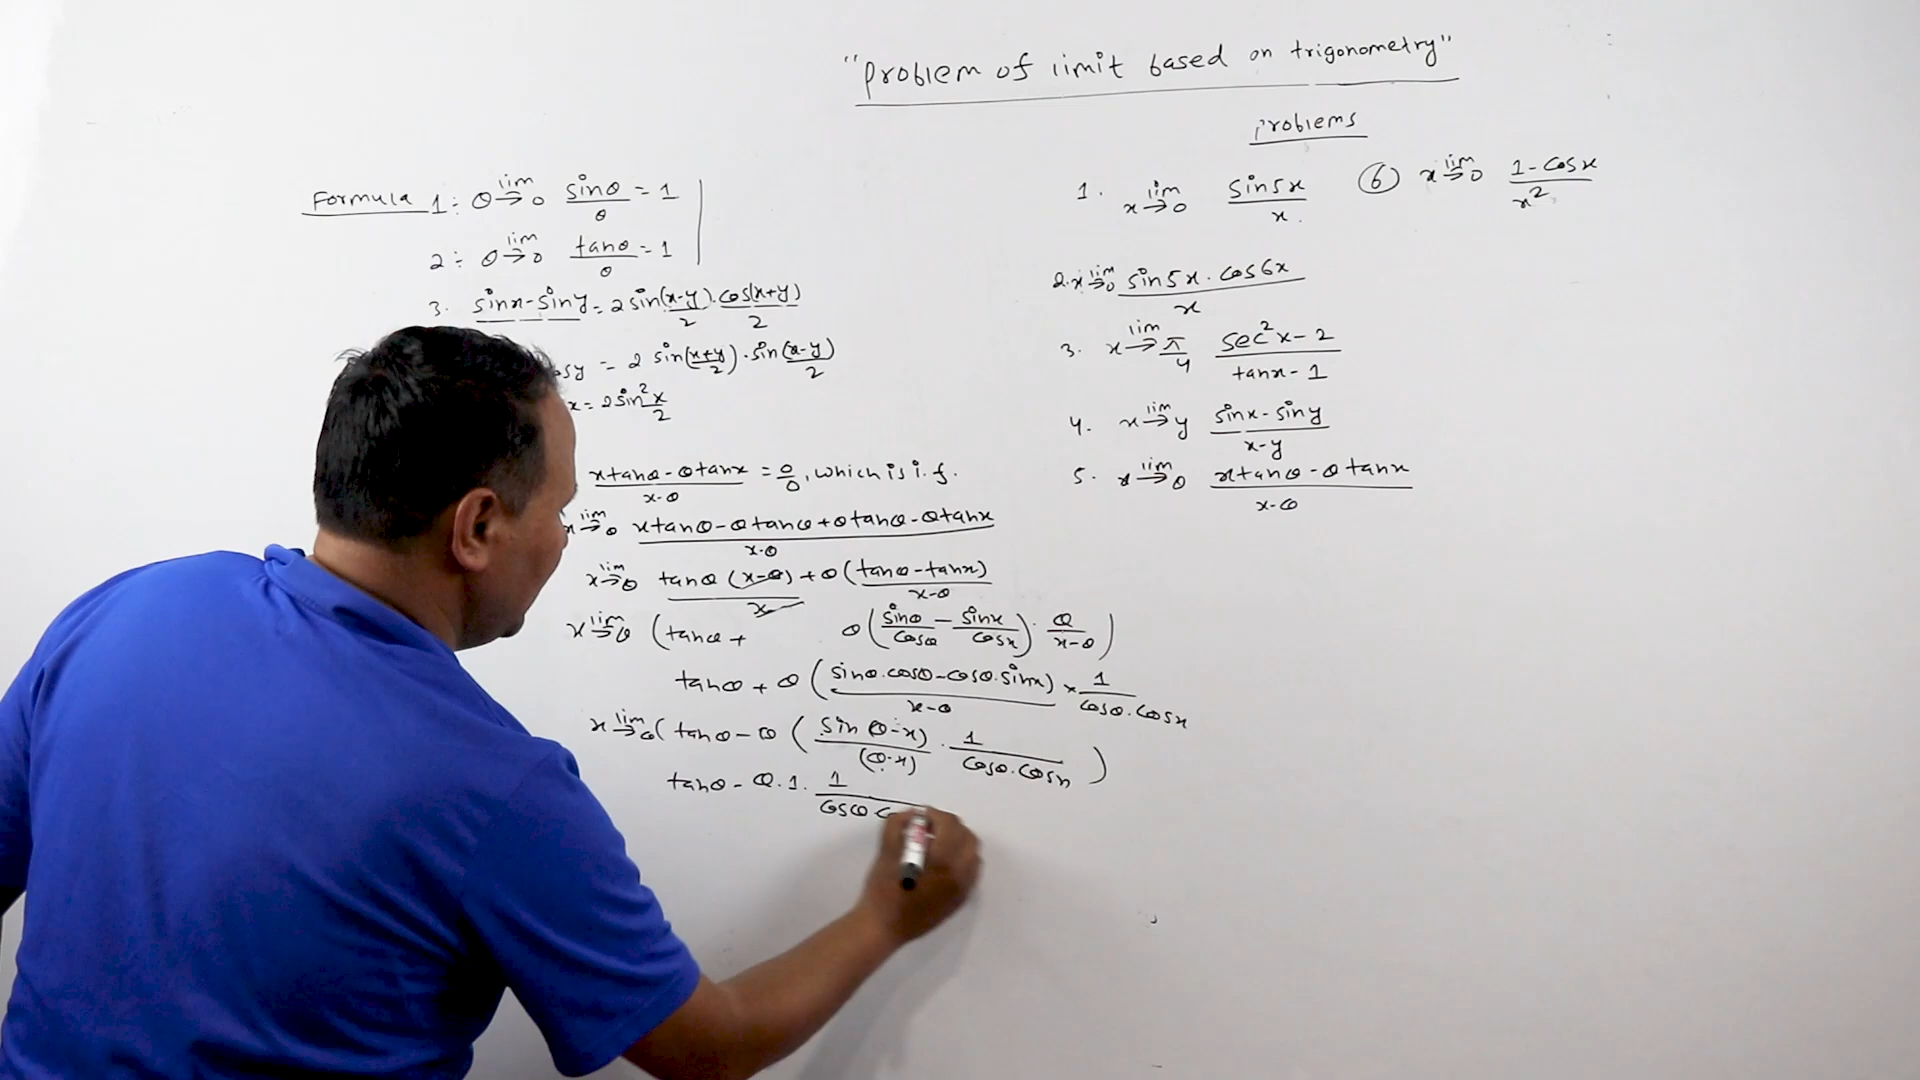 "Problem of limit based on trigonometry"
Problems
Formula 1: lim θ→0 sinθ/θ = 1
2: lim θ→0 tanθ/θ = 1
3. sinx - siny = 2 sin(x-y)/2 . cos(x+y)/2
osy = 2 sin(x+y/2) . sin(x-y)/2
x = 2sin²x/2
xtanθ - θtanx/x-θ = 0/0, which is i.f.
lim x→θ xtanθ - θtanθ + θtanθ - θtanx/x-θ
lim x→θ tanθ(x-θ)/x + θ(tanθ - tanx)/x-θ
lim x→θ (tanθ + θ(sinθ/cosθ - sinx/cosx) . θ/x-θ)
tanθ + θ(sinθ.cosθ - cosθ.sinx)/x-θ × 1/cosθ.cosx
lim x→θ (tanθ - θ(sin(θ-x)/(θ-x) . 1/cosθ.cosx)
tanθ - θ.1. 1/cosθ.c
1. lim x→0 sin5x/x
⑥ lim x→0 1-cosx/x²
2. lim x→0 sin5x.cos6x/x
3. lim x→π/4 sec²x-2/tanx-1
4. lim x→y sinx-siny/x-y
5. lim x→θ xtanθ - θtanx/x-θ